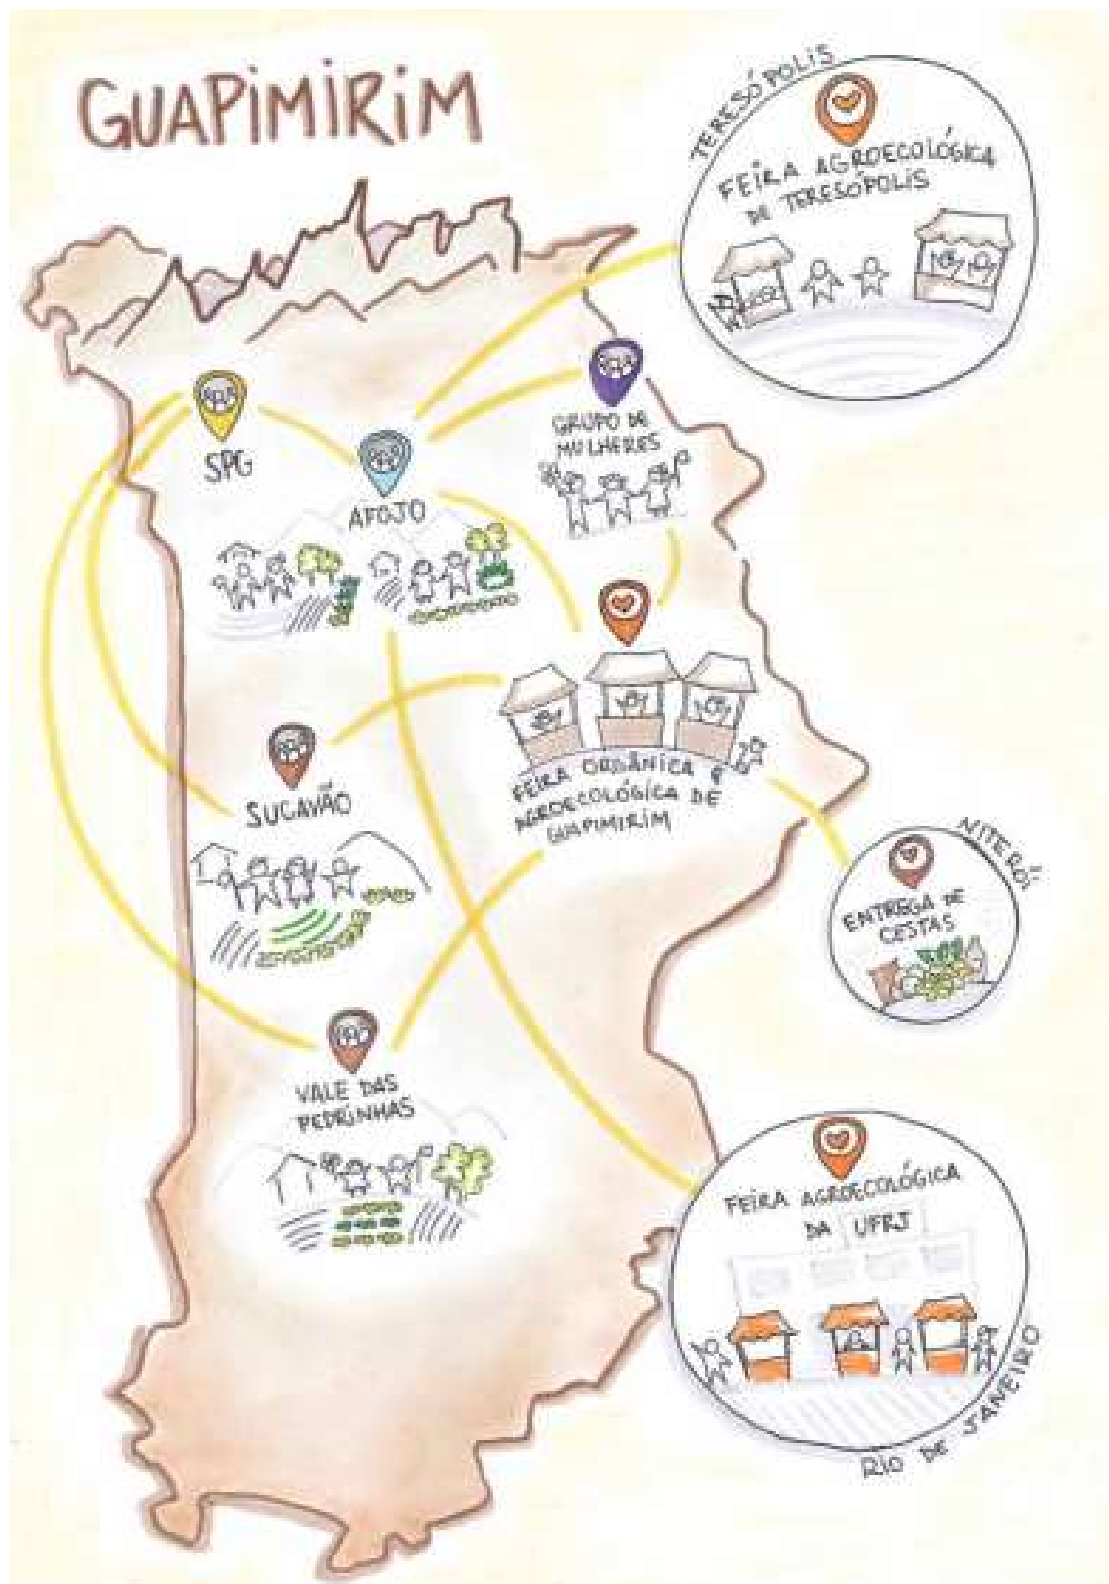 GUAPIMIRIM
TERESÓPOLIS
FEIRA AGROECOLÓGICA
DE TERESÓPOLIS
GRUPO DE
MULHERES
SPG
AFOJO
SUCAVÃO
FEIRA ORGÂNICA E
AGROECOLÓGICA DE
GUAPIMIRIM
NITERÓI
ENTREGA DE
CESTAS
VALE DAS
PEDRINHAS
FEIRA AGROECOLÓGICA
DA UFRJ
RIO DE JANEIRO